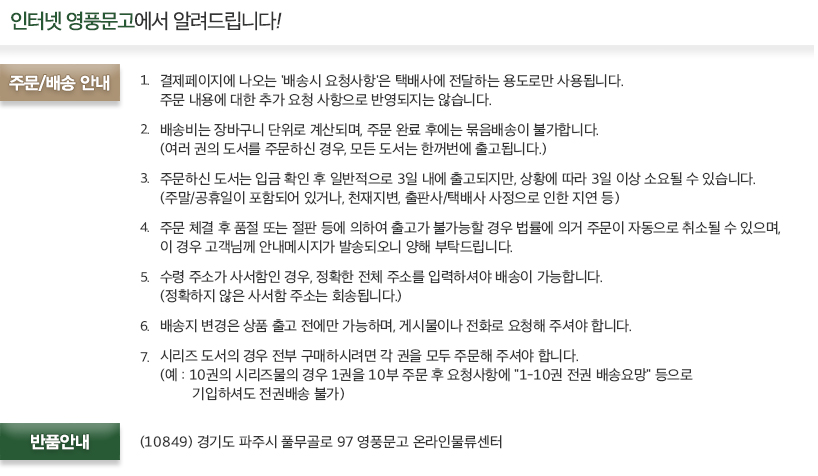 인터넷 영풍문고에서 알려드립니다!
주문/배송 안내
1. 결제페이지에 나오는 '배송시 요청사항'은 택배사에 전달하는 용도로만 사용됩니다.
주문 내용에 대한 추가 요청 사항으로 반영되지는 않습니다.
2. 배송비는 장바구니 단위로 계산되며, 주문 완료 후에는 묶음배송이 불가합니다.
(여러 권의 도서를 주문하신 경우, 모든 도서는 한꺼번에 출고됩니다.)
3. 주문하신 도서는 입금 확인 후 일반적으로 3일 내에 출고되지만, 상황에 따라 3일 이상 소요될 수 있습니다.
(주말/공휴일이 포함되어 있거나, 천재지변, 출판사/택배사 사정으로 인한 지연 등)
4. 주문 체결 후 품절 또는 절판 등에 의하여 출고가 불가능할 경우 법률에 의거 주문이 자동으로 취소될 수 있으며,
이 경우 고객님께 안내메시지가 발송되오니 양해 부탁드립니다.
5. 수령 주소가 사서함인 경우, 정확한 전체 주소를 입력하셔야 배송이 가능합니다.
(정확하지 않은 사서함 주소는 회송됩니다.)
6. 배송지 변경은 상품 출고 전에만 가능하며, 게시물이나 전화로 요청해 주셔야 합니다.
7. 시리즈 도서의 경우 전부 구매하시려면 각 권을 모두 주문해 주셔야 합니다.
(예 : 10권의 시리즈물의 경우 1권을 10부 주문 후 요청사항에 "1-10권 전권 배송요망" 등으로
기입하셔도 전권배송 불가)
반품안내
(10849) 경기도 파주시 풀무골로 97 영풍문고 온라인물류센터